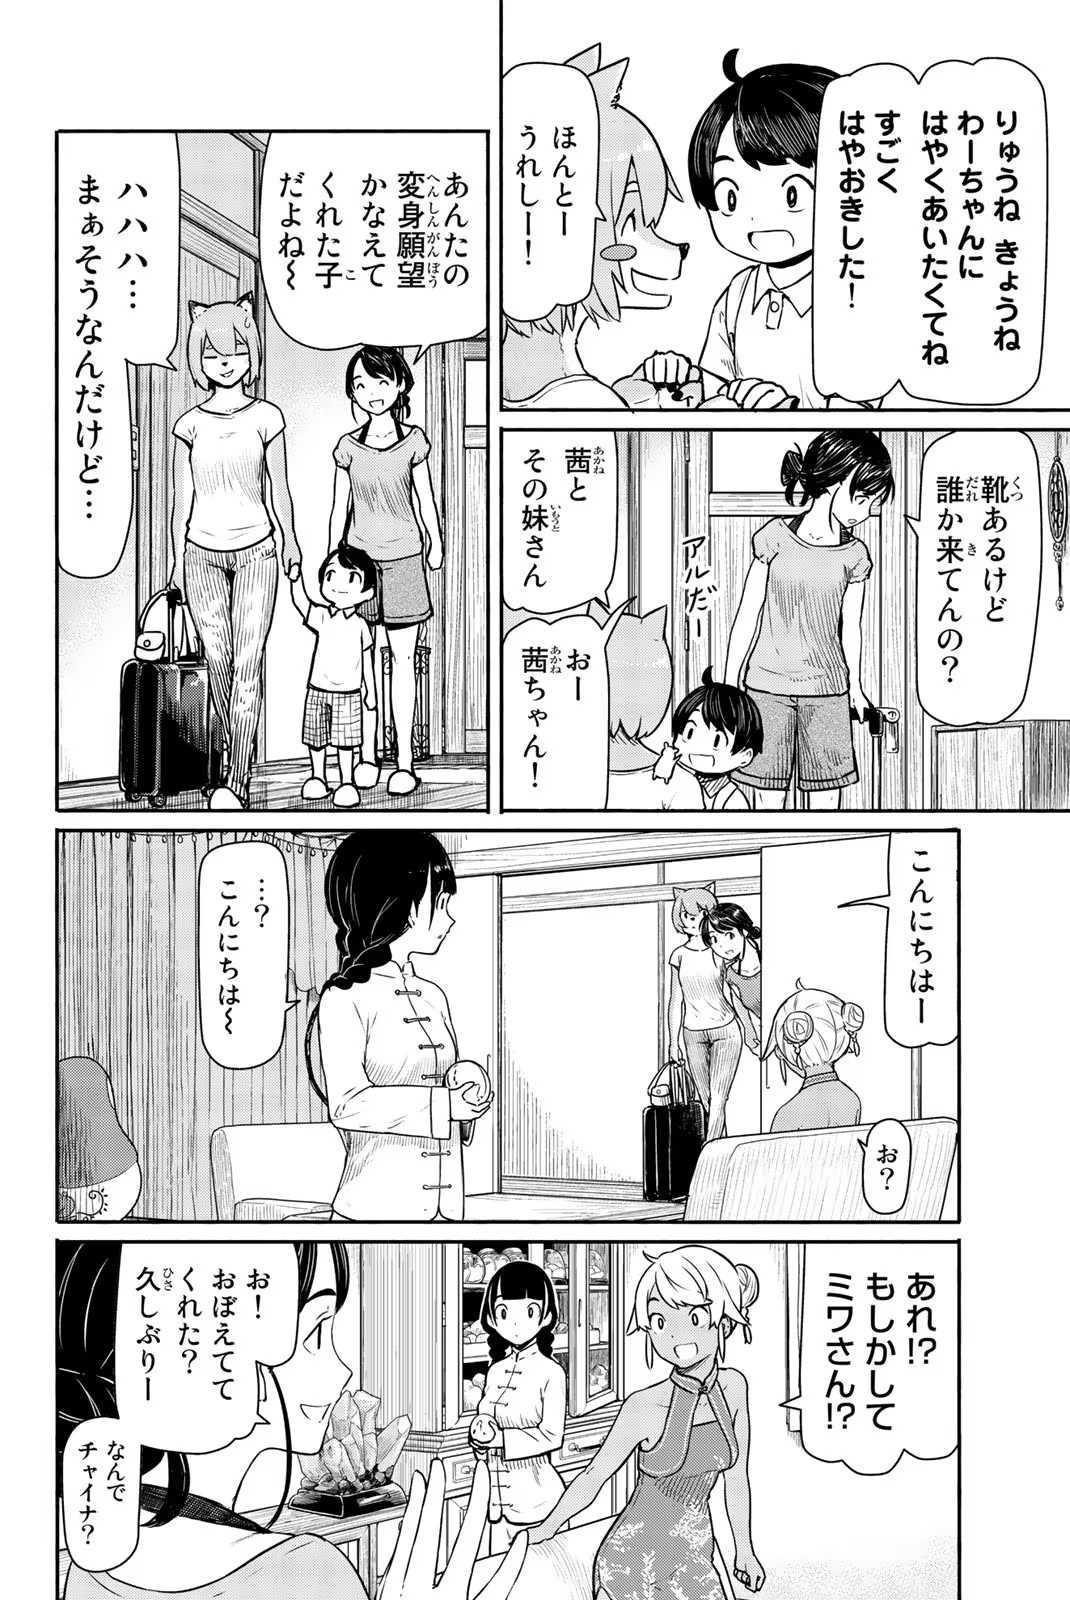 りゅうね きょうね
わーちゃんに
はやくあいたくてね
すごく
はやおきした！
ほんとー
うれしー！
靴あるけど
誰か来てんの？
アルだー
茜と
その妹さん
おー
茜ちゃん！
あんたの
変身願望
かなえて
くれた子
だよね〜
ハハハ…
まぁそうなんだけど…
こんにちはー
お？
…？
こんにちは〜
あれ!?
もしかして
ミワさん!?
お！
おぼえてて
くれた？
久しぶりー
なんで
チャイナ？